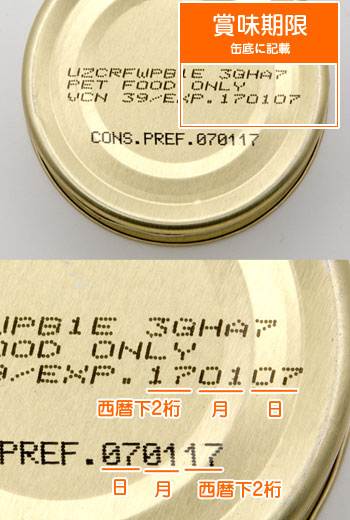 賞味期限
缶底に記載
UZCRFWPB1E 3GHA7
PET FOOD ONLY
VCN 39/EXP.170107
CONS.PREF.070117
WPB1E 3GHA7
OOD ONLY
9/EXP.170107
西暦下2桁 月 日
PREF.070117
日 月 西暦下2桁